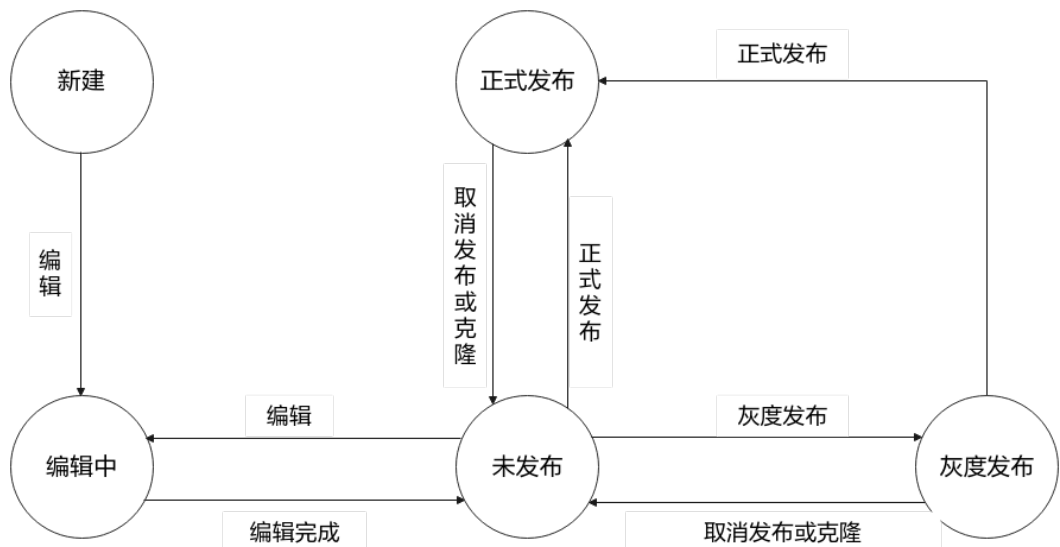 正式发布
新建
正式发布
取消发布或克隆
正式发布
编辑
编辑
灰度发布
编辑中
未发布
灰度发布
编辑完成
取消发布或克隆